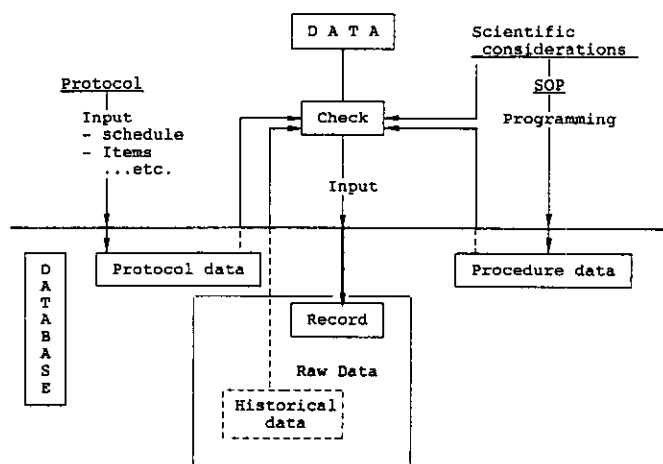 D A T A
Scientific
considerations
Protocol
SOP
Input
- schedule
- Items
...etc.
Check
Programming
Input
DATABASE
Protocol data
Procedure data
Record
Raw Data
Historical
data